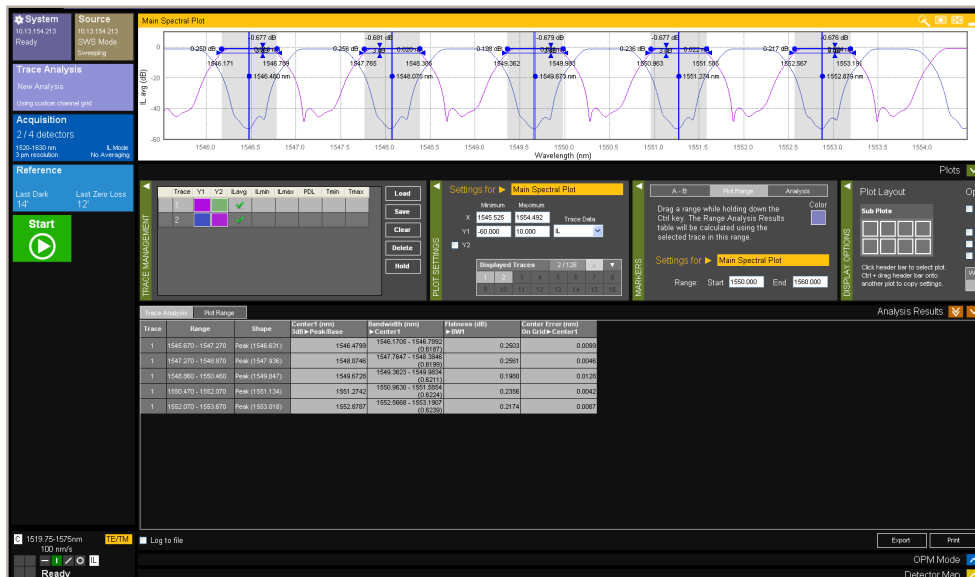 System
10.13.154.213
Ready
Source
10.13.154.213
SWS Mode
Sweeping
Trace Analysis
New Analysis
Using custom channel grid
Acquisition
2 / 4 detectors
1520-1630 nm IL Mode
3 pm resolution No Averaging
Reference
Last Dark Last Zero Loss
14' 12'
Start
Main Spectral Plot
-0.677 dB -0.681 dB -0.679 dB -0.677 dB -0.676 dB
0.250 dB 0.256 dB 0.198 dB 0.236 dB 0.217 dB
1546.171 1547.765 1549.362 1550.963 1552.567
1546.480 nm 1548.075 nm 1549.673 nm 1551.274 nm 1552.879 nm
IL avg (dB)
0
-20
-40
-60
1546.0 1546.5 1547.0 1547.5 1548.0 1548.5 1549.0 1549.5 1550.0 1550.5 1551.0 1551.5 1552.0 1552.5 1553.0 1553.5 1554.0
Wavelength (nm)
Plots
TRACE MANAGEMENT
Trace Y1 Y2 ILavg ILmin ILmax PDL Tmin Tmax
1
2
Load
Save
Clear
Delete
Hold
PLOT SETTINGS
Settings for Main Spectral Plot
Minimum Maximum
X 1545.525 1554.492 Trace Data
Y1 -60.000 10.000 IL
Y2
Displayed Traces 2 / 128
1 2 3 4 5 6 7 8
9 10 11 12 13 14 15 16
MARKERS
A - B Plot Range Analysis
Drag a range while holding down the
Ctrl key. The Range Analysis Results
table will be calculated using the
selected trace in this range.
Color
Settings for Main Spectral Plot
Range: Start 1550.000 End 1560.000
DISPLAY OPTIONS
Plot Layout
Sub Plots
Click header bar to select plot.
Ctrl + drag header bar onto
another plot to copy settings.
Analysis Results
Trace Analysis Plot Range
Trace Range Shape Center1 (nm) Bandwidth (nm) Flatness (dB) Center Error (nm)
3dB►Peak/Base ►Center1 ►BW1 On Grid►Center1
1 1545.670 - 1547.270 Peak (1546.631) 1546.4799 1546.1705 - 1546.7892 0.2503 0.0099
(0.6187)
1 1547.270 - 1548.870 Peak (1547.936) 1548.0746 1547.7647 - 1548.3846 0.2561 0.0046
(0.6199)
1 1548.860 - 1550.460 Peak (1549.847) 1549.6728 1549.3623 - 1549.9834 0.1980 0.0128
(0.6211)
1 1550.470 - 1552.070 Peak (1551.134) 1551.2742 1550.9630 - 1551.5854 0.2356 0.0042
(0.6224)
1 1552.070 - 1553.670 Peak (1553.018) 1552.8787 1552.5668 - 1553.1907 0.2174 0.0087
(0.6239)
Log to file
Export Print
OPM Mode
Detector Map
C 1519.75-1575nm TE/TM
100 nm/s
IL
Ready